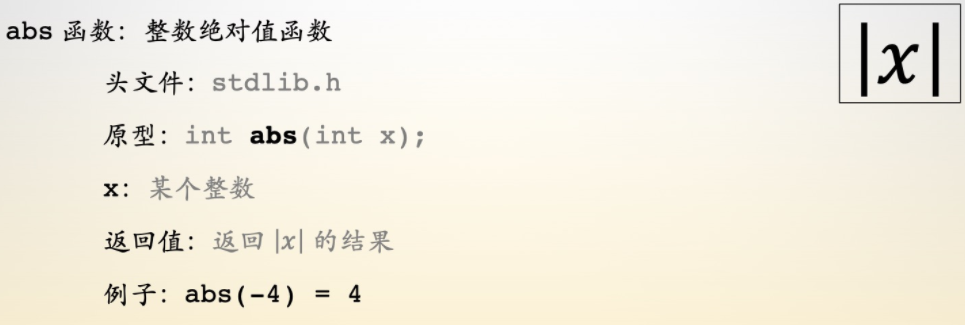 abs 函数：整数绝对值函数
|x|
头文件：stdlib.h
原型：int abs(int x);
x：某个整数
返回值：返回 |x| 的结果
例子：abs(-4) = 4